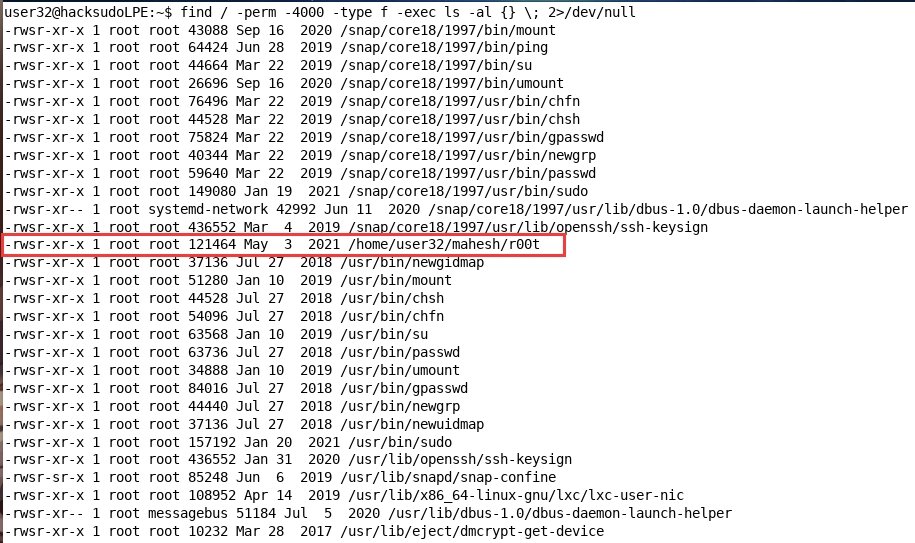 user32@hacksudoLPE:~$ find / -perm -4000 -type f -exec ls -al {} \; 2>/dev/null
-rwsr-xr-x 1 root root 43088 Sep 16  2020 /snap/core18/1997/bin/mount
-rwsr-xr-x 1 root root 64424 Jun 28  2019 /snap/core18/1997/bin/ping
-rwsr-xr-x 1 root root 44664 Mar 22  2019 /snap/core18/1997/bin/su
-rwsr-xr-x 1 root root 26696 Sep 16  2020 /snap/core18/1997/bin/umount
-rwsr-xr-x 1 root root 76496 Mar 22  2019 /snap/core18/1997/usr/bin/chfn
-rwsr-xr-x 1 root root 44528 Mar 22  2019 /snap/core18/1997/usr/bin/chsh
-rwsr-xr-x 1 root root 75824 Mar 22  2019 /snap/core18/1997/usr/bin/gpasswd
-rwsr-xr-x 1 root root 40344 Mar 22  2019 /snap/core18/1997/usr/bin/newgrp
-rwsr-xr-x 1 root root 59640 Mar 22  2019 /snap/core18/1997/usr/bin/passwd
-rwsr-xr-x 1 root root 149080 Jan 19  2021 /snap/core18/1997/usr/bin/sudo
-rwsr-xr-- 1 root systemd-network 42992 Jun 11  2020 /snap/core18/1997/usr/lib/dbus-1.0/dbus-daemon-launch-helper
-rwsr-xr-x 1 root root 436552 Mar  4  2019 /snap/core18/1997/usr/lib/openssh/ssh-keysign
-rwsr-xr-x 1 root root 121464 May  3  2021 /home/user32/mahesh/r00t
-rwsr-xr-x 1 root root 37136 Jul 27  2018 /usr/bin/newgidmap
-rwsr-xr-x 1 root root 51280 Jan 10  2019 /usr/bin/mount
-rwsr-xr-x 1 root root 44528 Jul 27  2018 /usr/bin/chsh
-rwsr-xr-x 1 root root 54096 Jul 27  2018 /usr/bin/chfn
-rwsr-xr-x 1 root root 63568 Jan 10  2019 /usr/bin/su
-rwsr-xr-x 1 root root 63736 Jul 27  2018 /usr/bin/passwd
-rwsr-xr-x 1 root root 34888 Jan 10  2019 /usr/bin/umount
-rwsr-xr-x 1 root root 84016 Jul 27  2018 /usr/bin/gpasswd
-rwsr-xr-x 1 root root 44440 Jul 27  2018 /usr/bin/newgrp
-rwsr-xr-x 1 root root 37136 Jul 27  2018 /usr/bin/newuidmap
-rwsr-xr-x 1 root root 157192 Jan 20  2021 /usr/bin/sudo
-rwsr-xr-x 1 root root 436552 Jan 31  2020 /usr/lib/openssh/ssh-keysign
-rwsr-sr-x 1 root root 85248 Jun  6  2019 /usr/lib/snapd/snap-confine
-rwsr-xr-x 1 root root 108952 Apr 14  2019 /usr/lib/x86_64-linux-gnu/lxc/lxc-user-nic
-rwsr-xr-- 1 root messagebus 51184 Jul  5  2020 /usr/lib/dbus-1.0/dbus-daemon-launch-helper
-rwsr-xr-x 1 root root 10232 Mar 28  2017 /usr/lib/eject/dmcrypt-get-device